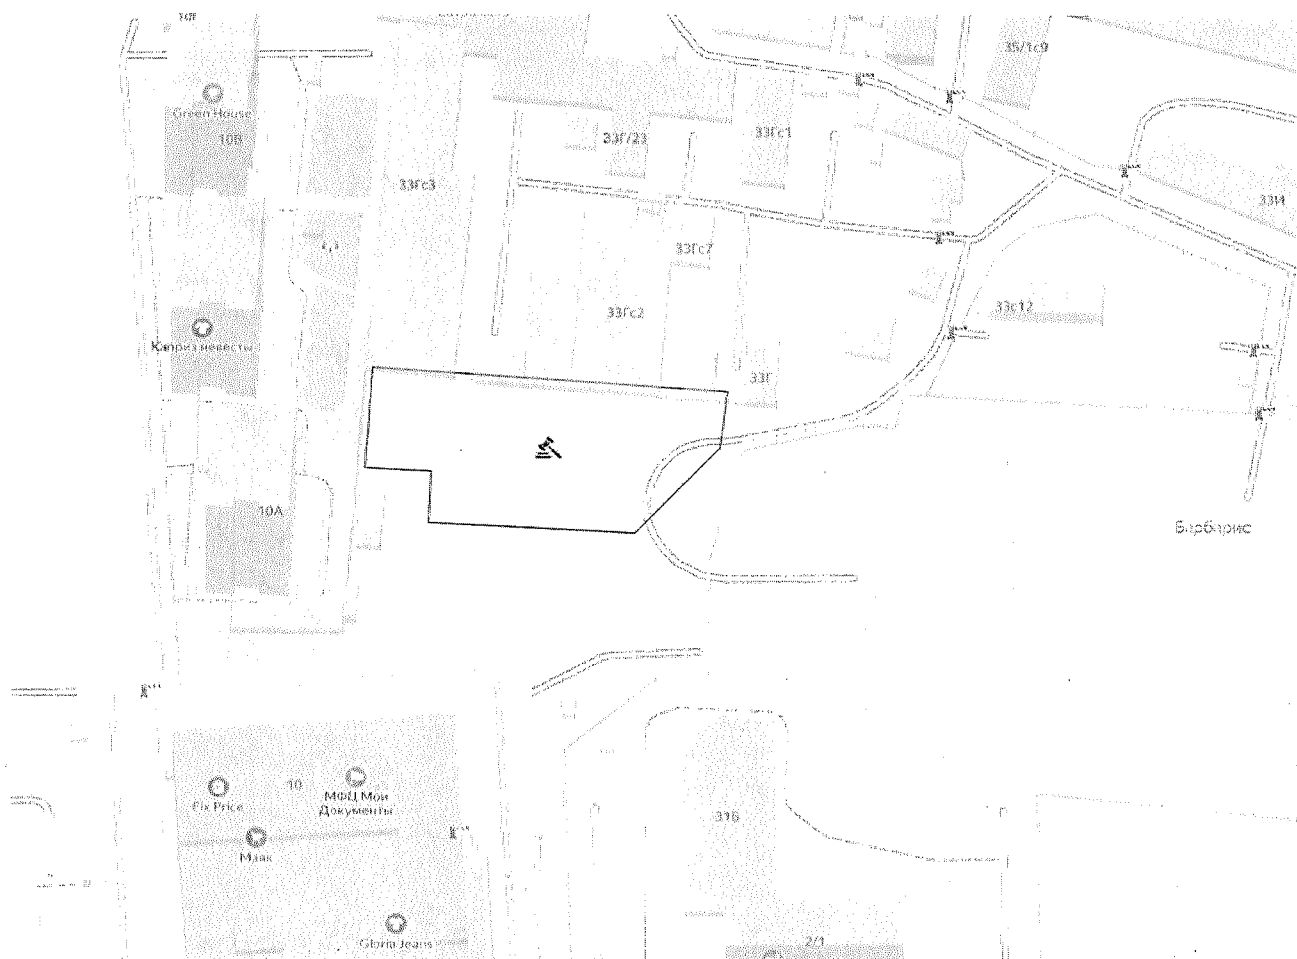 35/1с9
Green House
10В
33Г/23
33Гс1
33Гс3
33И
33Гс7
33Гс2
33с12
Каприз невесты
33Г
10А
Барбарис
Fix Price
10
МФЦ Мои
Документы
Маяк
31Б
Gloria Jeans
2/1